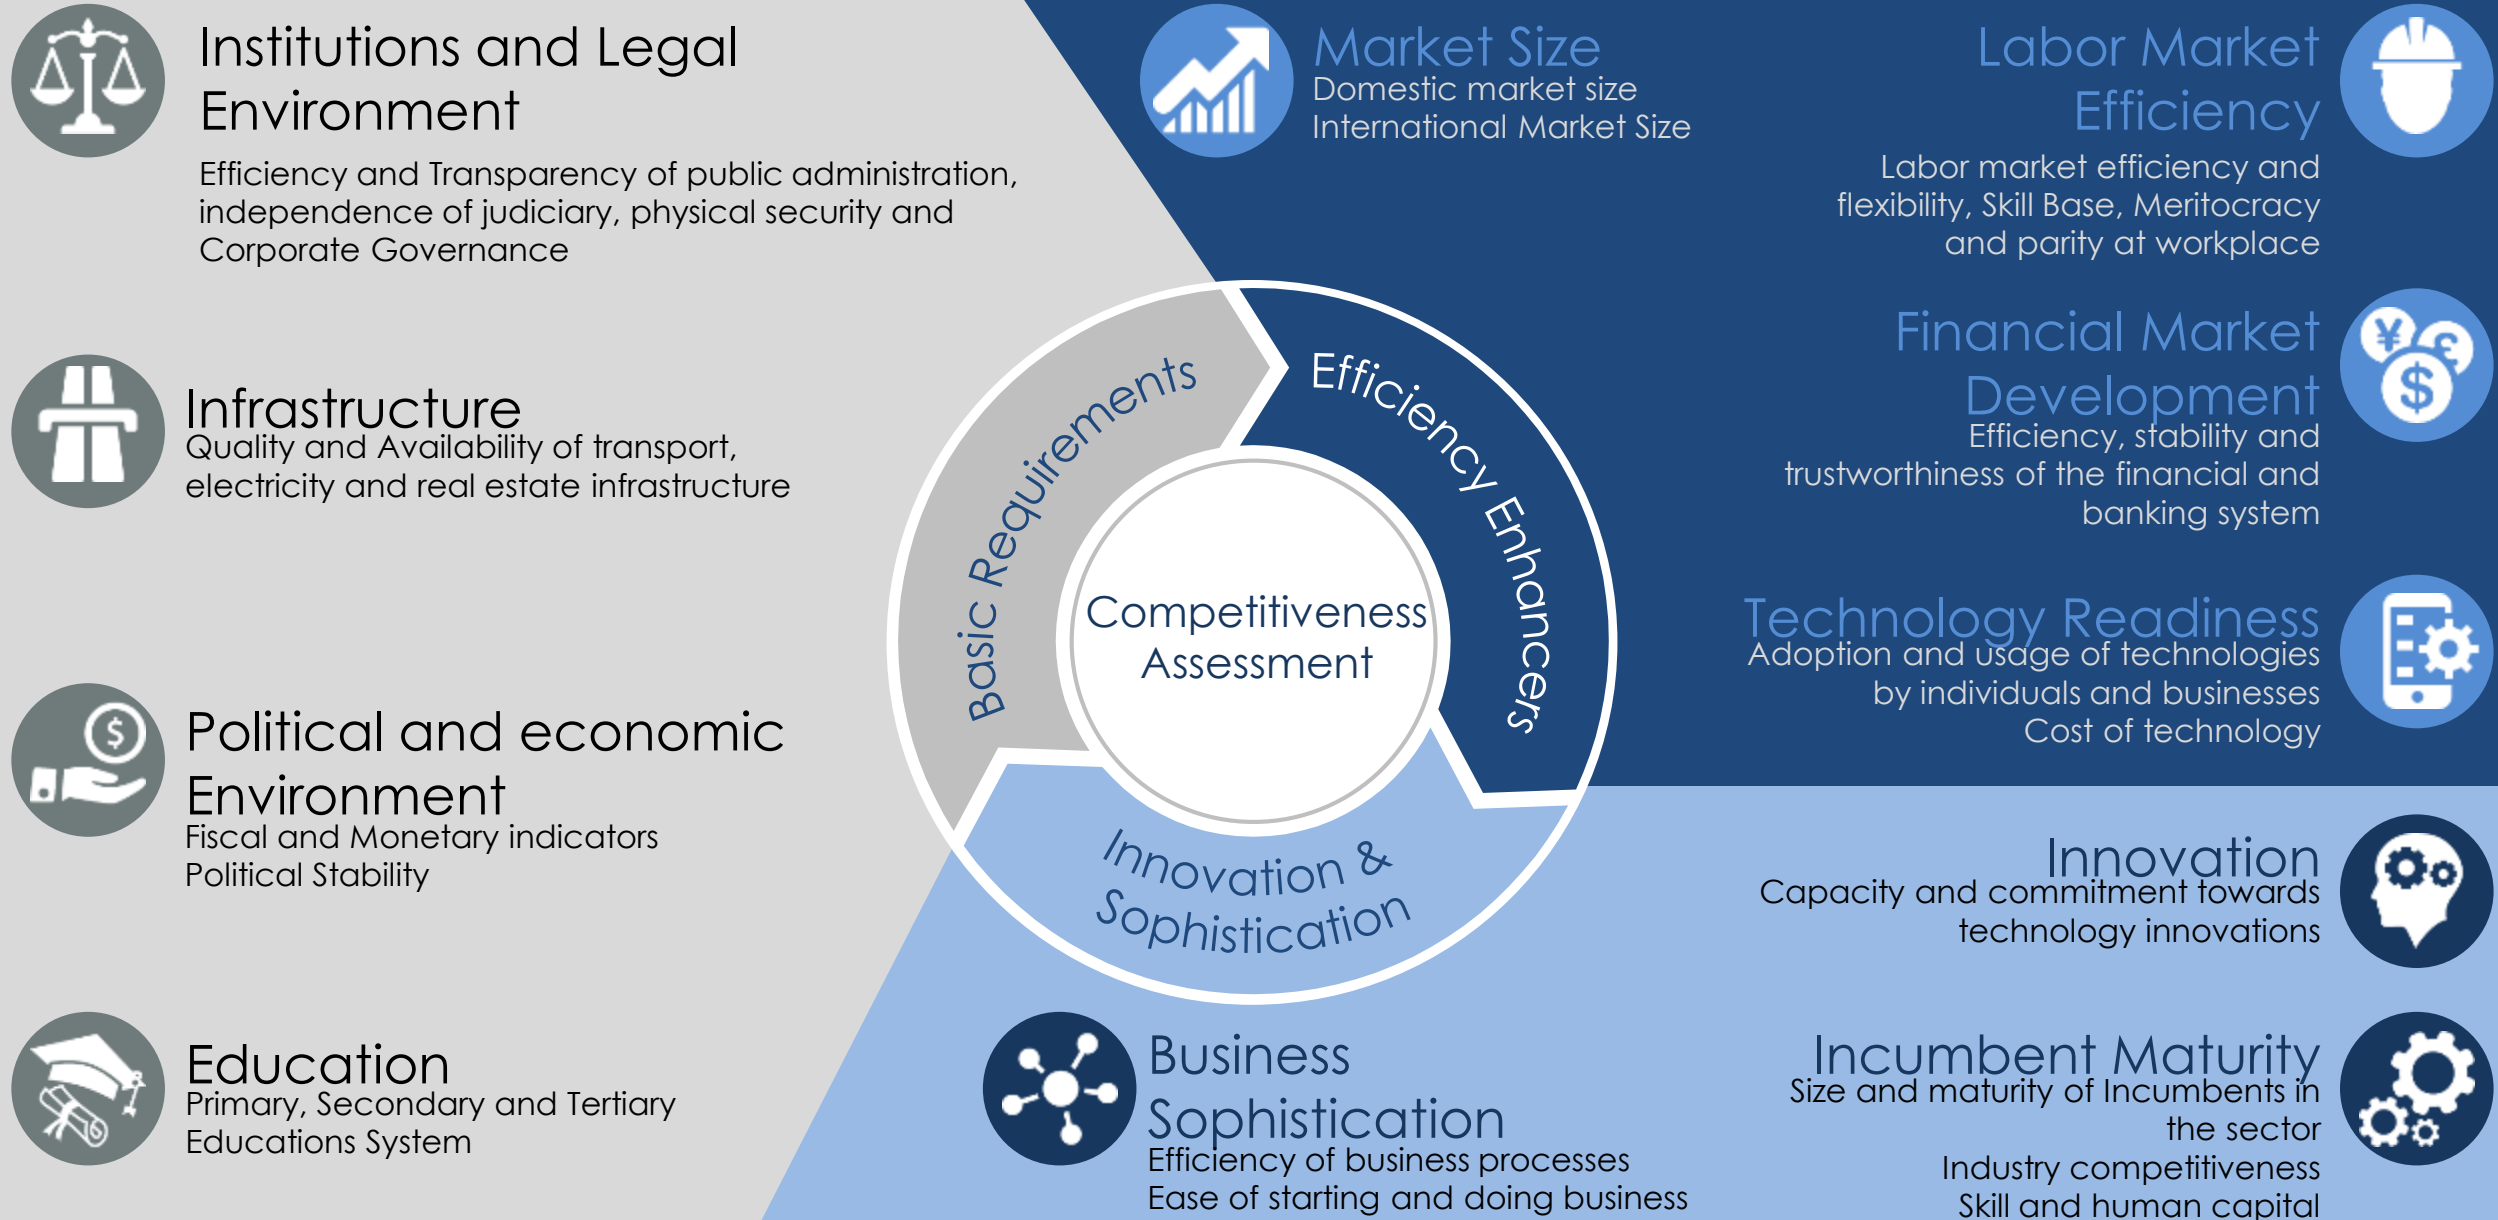 Institutions and Legal
Environment
Efficiency and Transparency of public administration,
independence of judiciary, physical security and
Corporate Governance
Infrastructure
Quality and Availability of transport,
electricity and real estate infrastructure
Political and economic
Environment
Fiscal and Monetary indicators
Political Stability
Education
Primary, Secondary and Tertiary
Educations System
Basic Requirements
Efficiency Enhancers
Innovation &
Sophistication
Competitiveness
Assessment
Market Size
Domestic market size
International Market Size
Labor Market
Efficiency
Labor market efficiency and
flexibility, Skill Base, Meritocracy
and parity at workplace
Financial Market
Development
Efficiency, stability and
trustworthiness of the financial and
banking system
Technology Readiness
Adoption and usage of technologies
by individuals and businesses
Cost of technology
Innovation
Capacity and commitment towards
technology innovations
Business
Sophistication
Efficiency of business processes
Ease of starting and doing business
Incumbent Maturity
Size and maturity of Incumbents in
the sector
Industry competitiveness
Skill and human capital